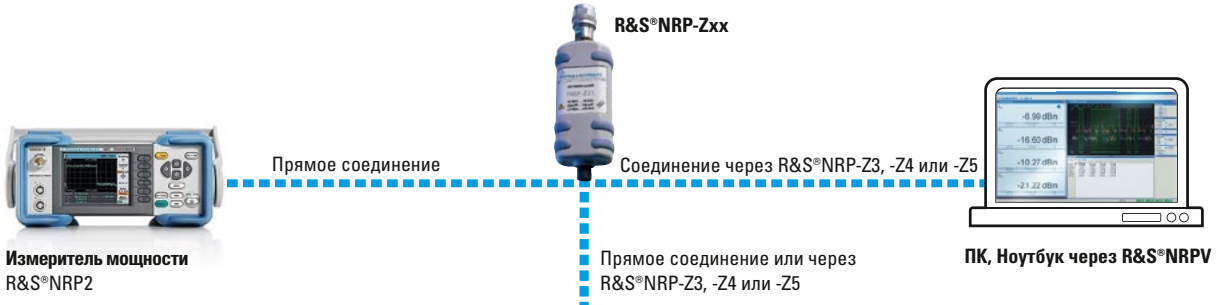 R&S®NRP-Zxx
-6.99 dBm
-16.60 dBm
-10.27 dBm
-21.22 dBm
Прямое соединение
Соединение через R&S®NRP-Z3, -Z4 или -Z5
Измеритель мощности
R&S®NRP2
Прямое соединение или через
R&S®NRP-Z3, -Z4 или -Z5
ПК, Ноутбук через R&S®NRPV